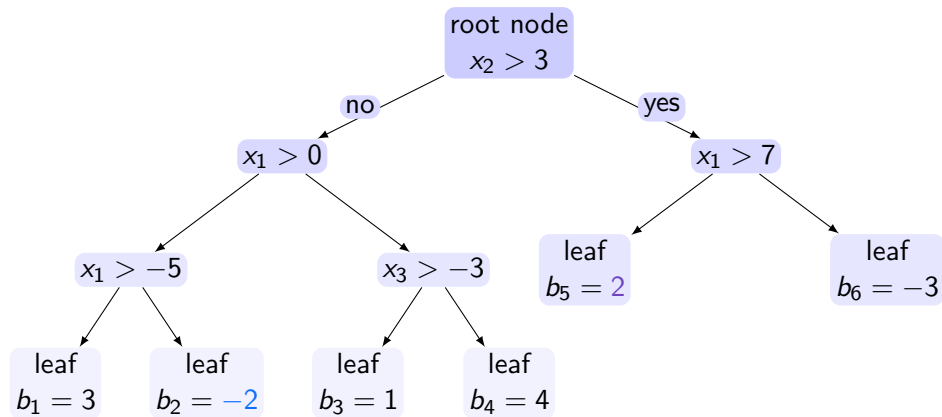 root node
x₂ > 3
no
yes
x₁ > 0
x₁ > 7
x₁ > −5
x₃ > −3
leaf
b₅ = 2
leaf
b₆ = −3
leaf
b₁ = 3
leaf
b₂ = −2
leaf
b₃ = 1
leaf
b₄ = 4